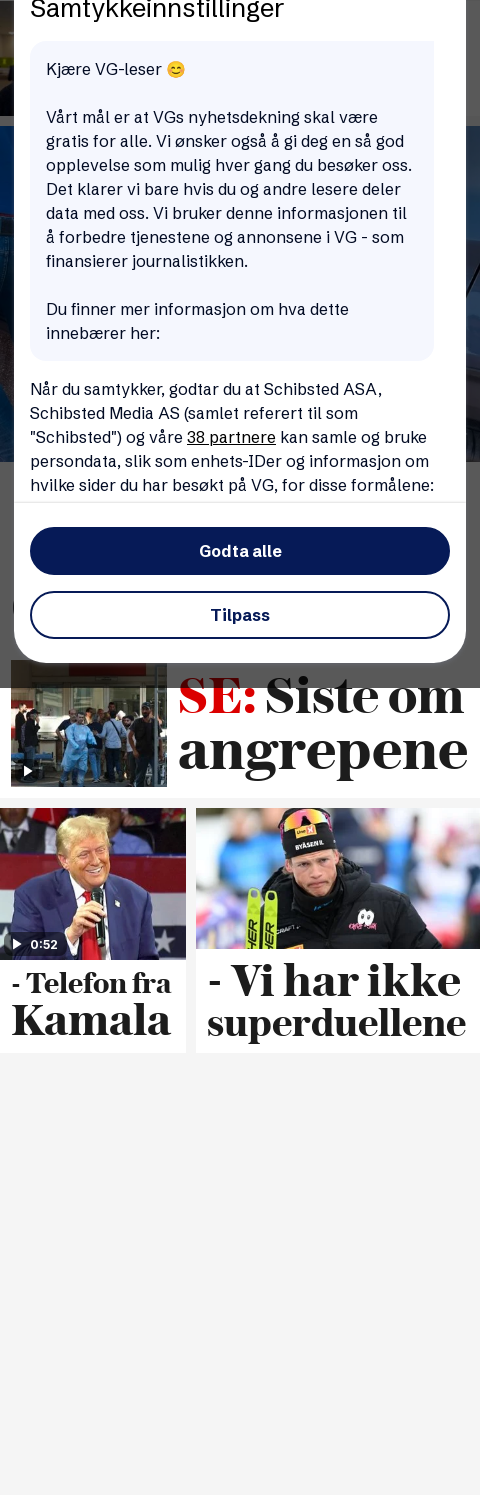 Samtykkeinnstillinger
Kjære VG-leser 😊
Vårt mål er at VGs nyhetsdekning skal være
gratis for alle. Vi ønsker også å gi deg en så god
opplevelse som mulig hver gang du besøker oss.
Det klarer vi bare hvis du og andre lesere deler
data med oss. Vi bruker denne informasjonen til
å forbedre tjenestene og annonsene i VG - som
finansierer journalistikken.
Du finner mer informasjon om hva dette
innebærer her:
Når du samtykker, godtar du at Schibsted ASA,
Schibsted Media AS (samlet referert til som
"Schibsted") og våre 38 partnere kan samle og bruke
persondata, slik som enhets-IDer og informasjon om
hvilke sider du har besøkt på VG, for disse formålene:
Godta alle
Tilpass
SE: Siste om
angrepene
0:52
- Telefon fra
Kamala
BYÅSEN IL
CRAFT
- Vi har ikke
superduellene